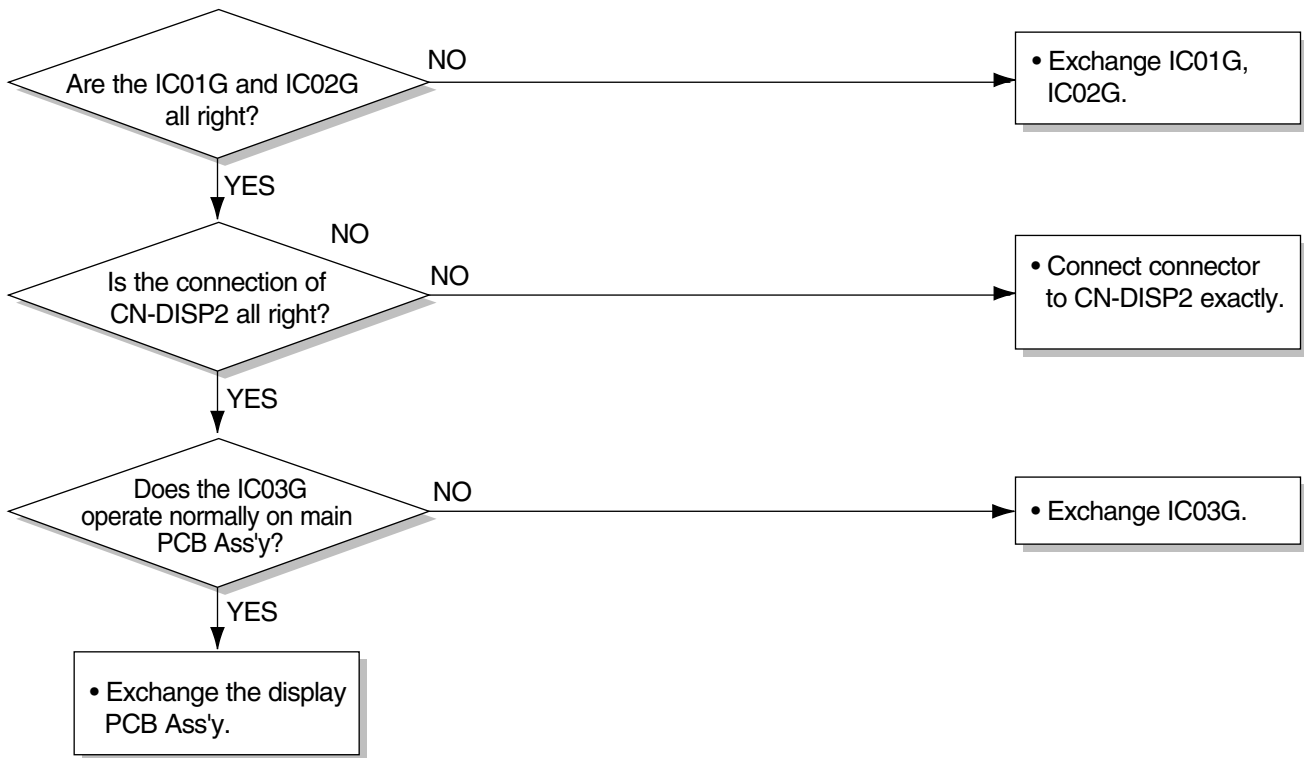 Are the IC01G and IC02G
all right?
NO
• Exchange IC01G,
IC02G.
YES
NO
Is the connection of
CN-DISP2 all right?
NO
• Connect connector
to CN-DISP2 exactly.
YES
Does the IC03G
operate normally on main
PCB Ass'y?
NO
• Exchange IC03G.
YES
• Exchange the display
PCB Ass'y.